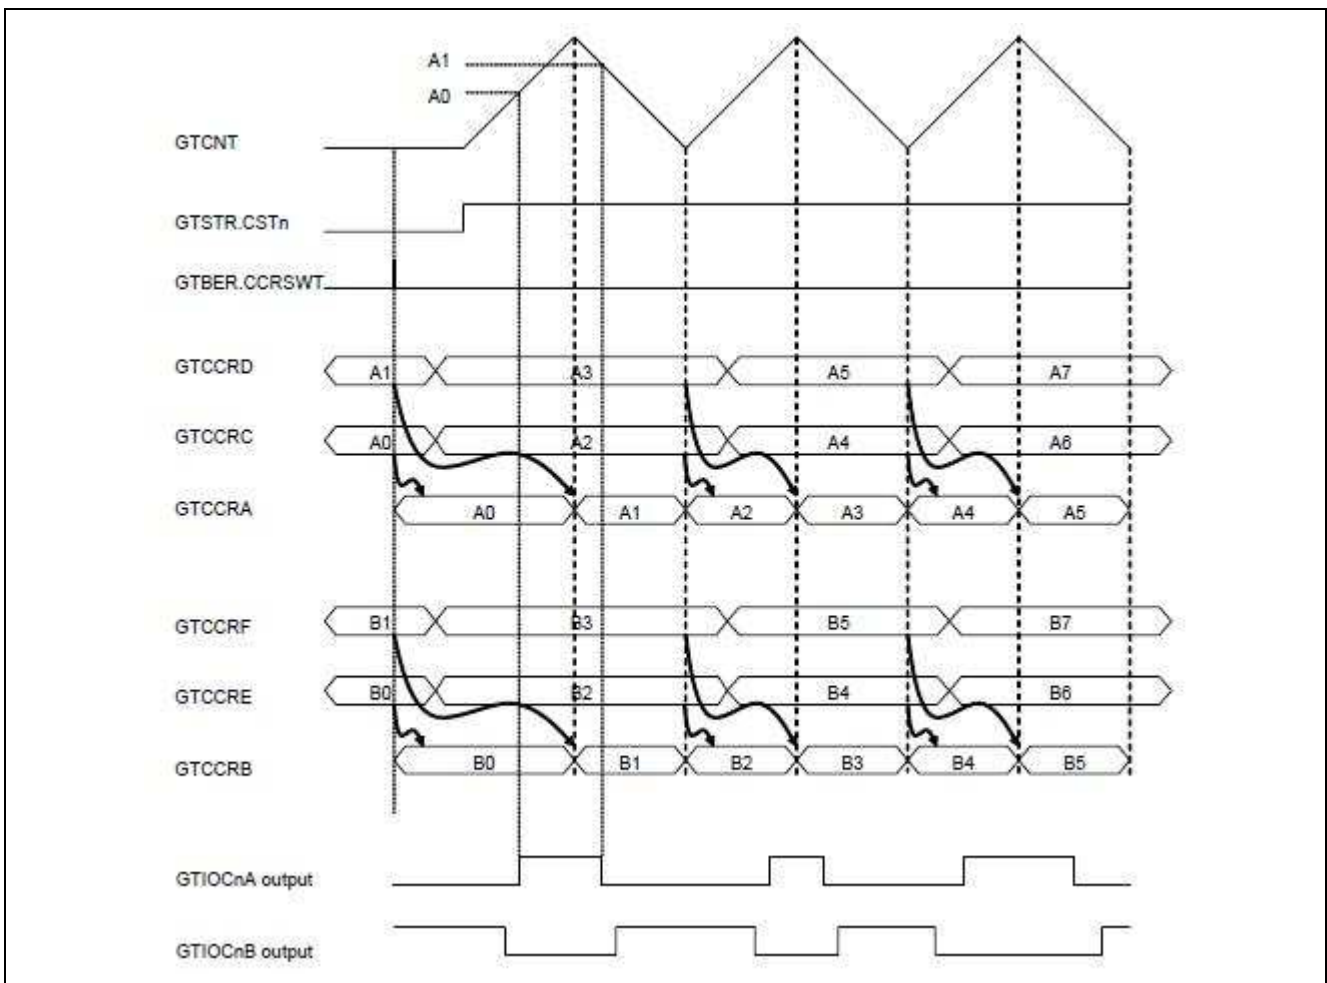 A1
A0
GTCNT
GTSTR.CSTn
GTBER.CCRSWT
GTCCRD A1 A3 A5 A7
GTCCRC A0 A2 A4 A6
GTCCRA A0 A1 A2 A3 A4 A5
GTCCRF B1 B3 B5 B7
GTCCRE B0 B2 B4 B6
GTCCRB B0 B1 B2 B3 B4 B5
GTIOCnA output
GTIOCnB output